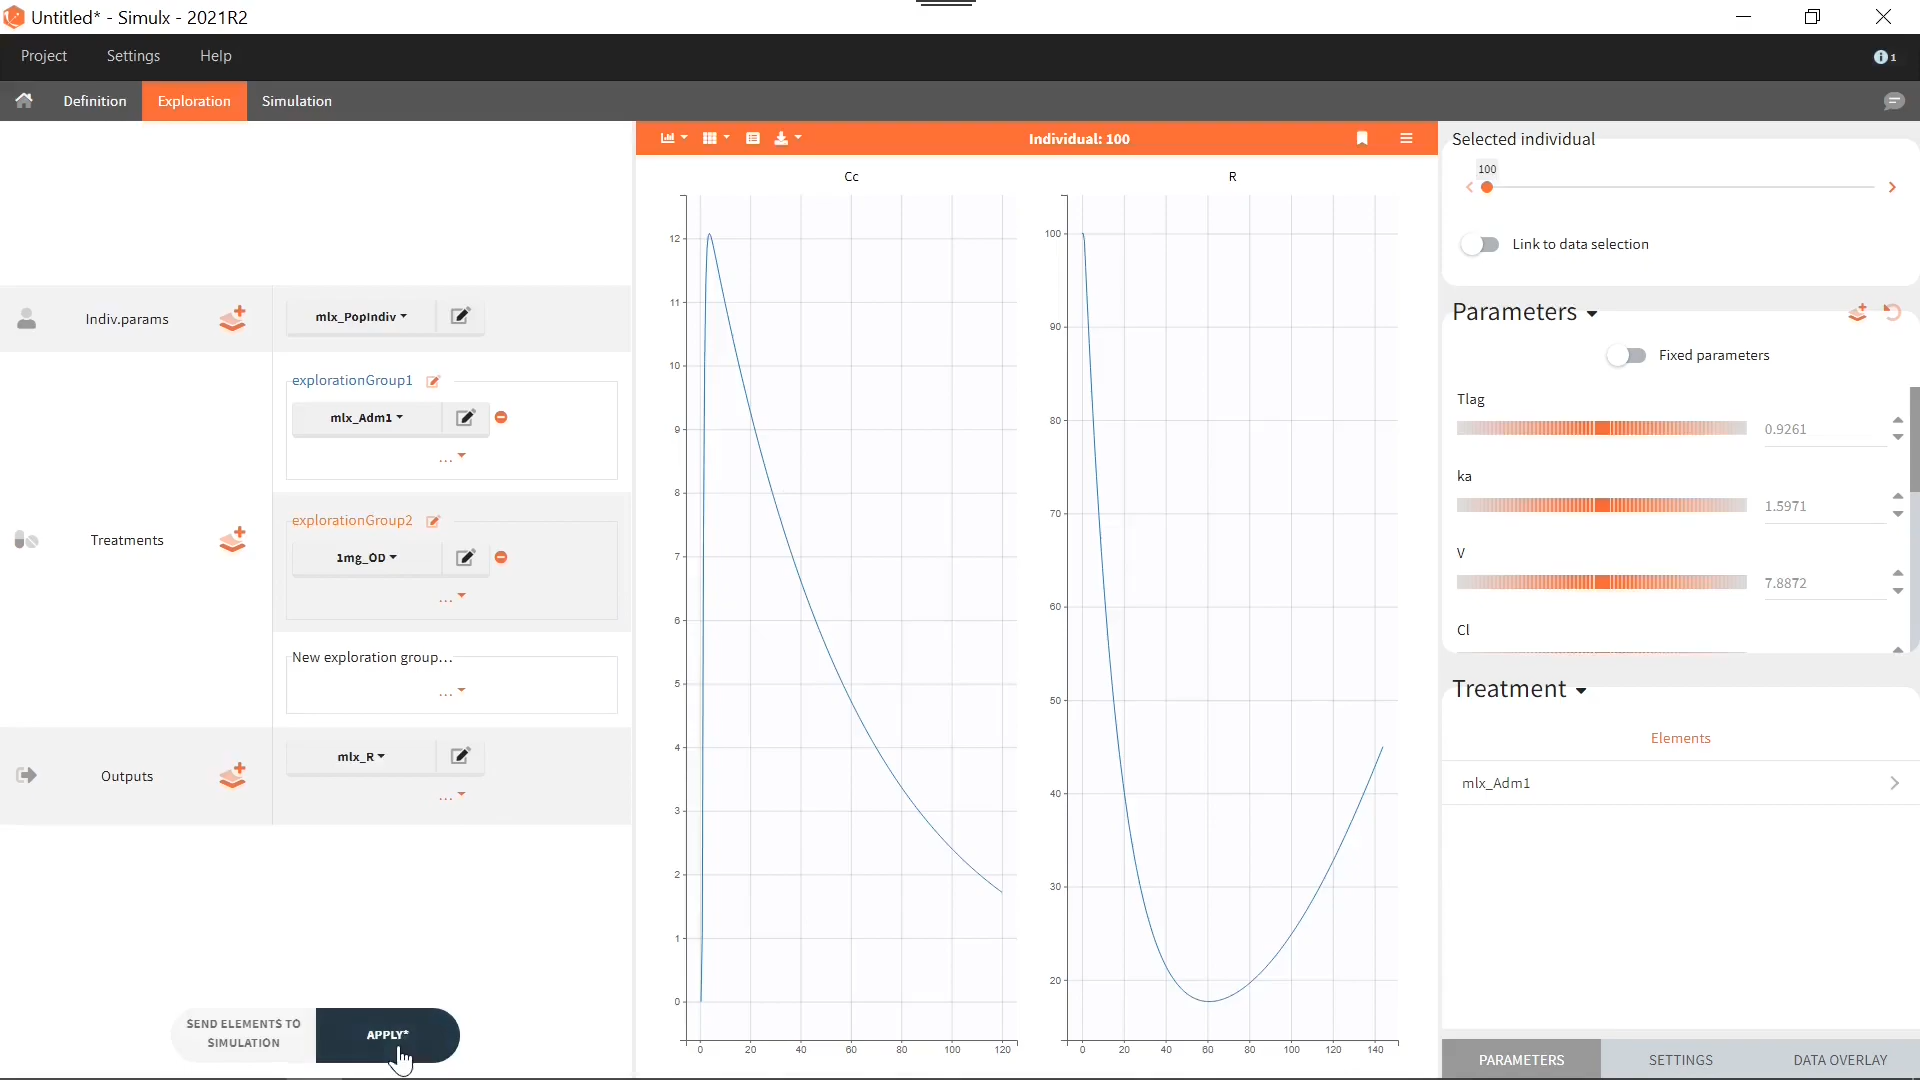 Untitled* - Simulx - 2021R2
Project Settings Help
1
Definition Exploration Simulation
Indiv.params
mlx_PopIndiv
explorationGroup1
mlx_Adm1
...
Treatments
explorationGroup2
1mg_OD
...
New exploration group...
...
Outputs
mlx_R
...
SEND ELEMENTS TO
SIMULATION
APPLY*
Individual: 100
Cc
12
11
10
9
8
7
6
5
4
3
2
1
0
0 20 40 60 80 100 120
R
100
90
80
70
60
50
40
30
20
0 20 40 60 80 100 120 140
Selected individual
100
Link to data selection
Parameters
Fixed parameters
Tlag
0.9261
ka
1.5971
V
7.8872
Cl
Treatment
Elements
mlx_Adm1
PARAMETERS SETTINGS DATA OVERLAY